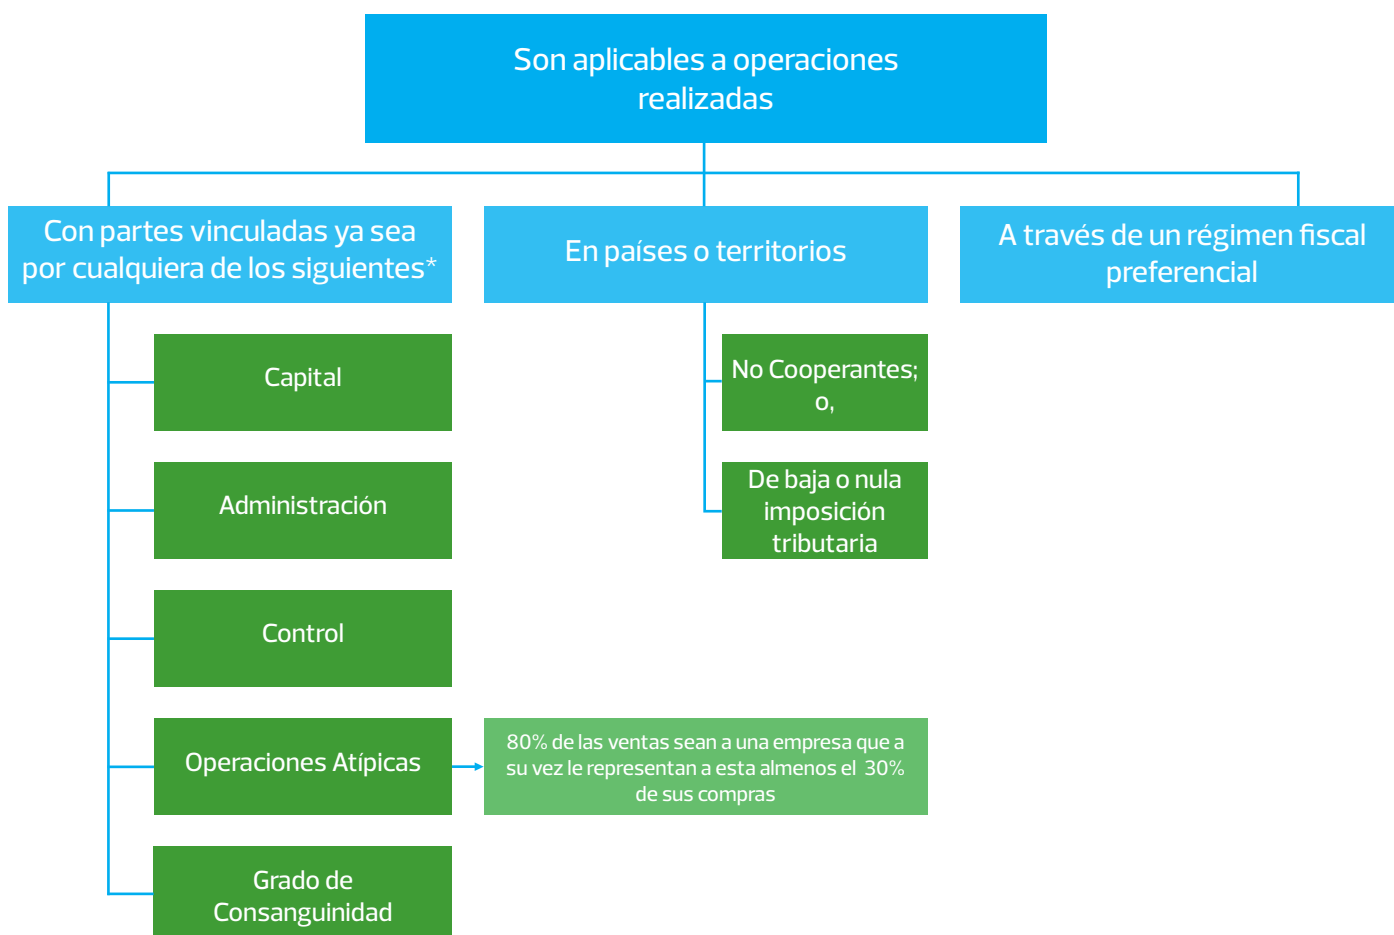 Son aplicables a operaciones
realizadas
Con partes vinculadas ya sea
por cualquiera de los siguientes*
En países o territorios
A través de un régimen fiscal
preferencial
Capital
Administración
Control
Operaciones Atípicas
Grado de
Consanguinidad
No Cooperantes;
o,
De baja o nula
imposición
tributaria
80% de las ventas sean a una empresa que a
su vez le representan a esta almenos el 30%
de sus compras